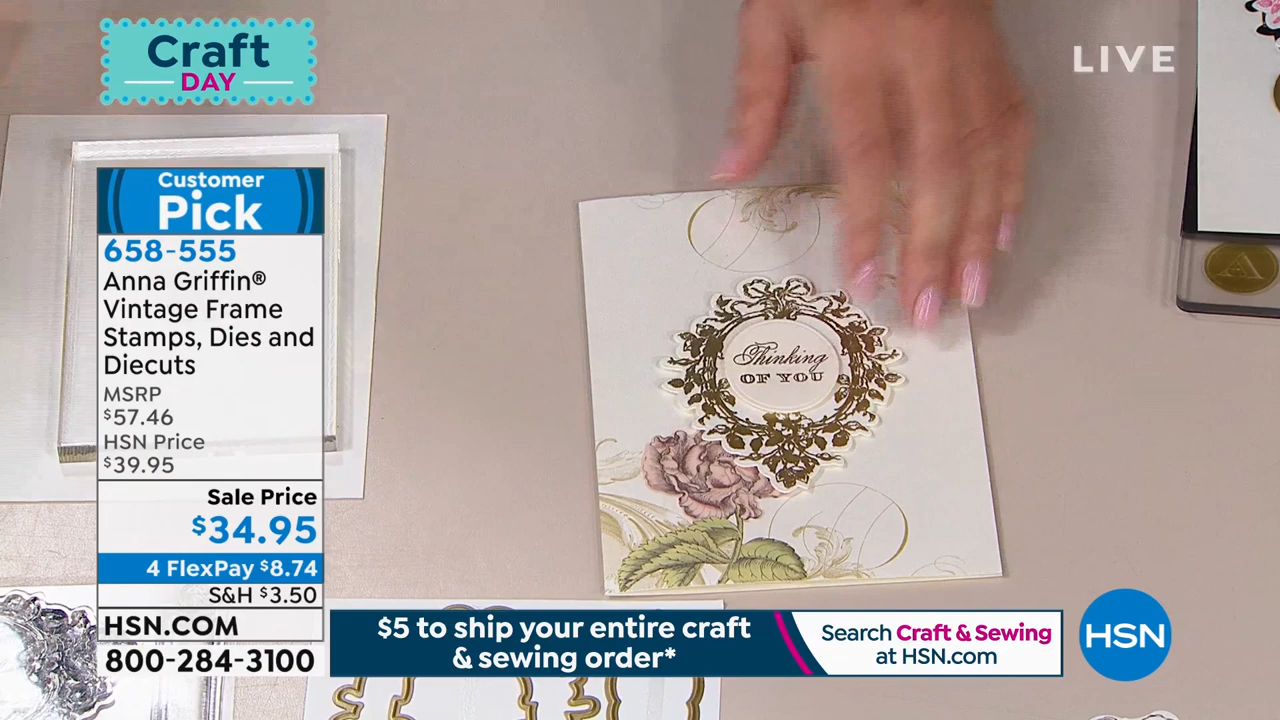 Craft
DAY
LIVE
Customer
Pick
658-555
Anna Griffin®
Vintage Frame
Stamps, Dies and
Diecuts
MSRP
$57.46
HSN Price
$39.95
Sale Price
$34.95
4 FlexPay $8.74
S&H $3.50
HSN.COM
800-284-3100
Thinking
OF YOU
A
$5 to ship your entire craft
& sewing order*
Search Craft & Sewing
at HSN.com
HSN